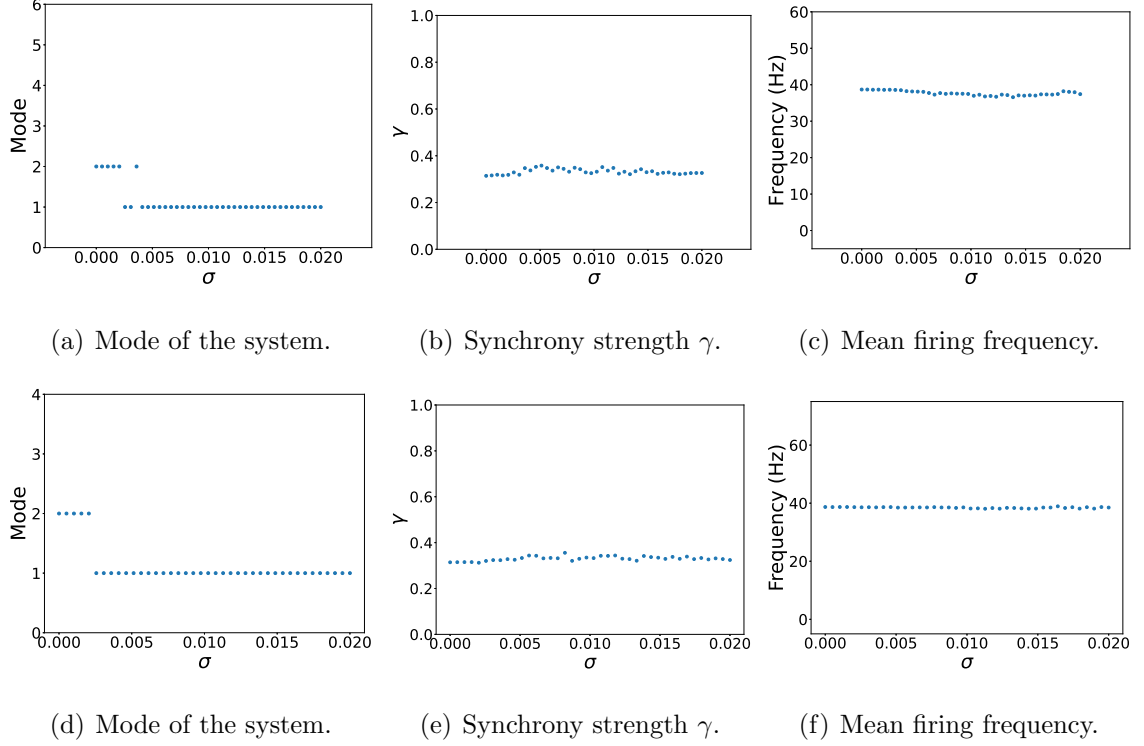 6
5
4
3
2
1
0
Mode
0.000 0.005 0.010 0.015 0.020
σ
1.0
0.8
0.6
0.4
0.2
0.0
γ
0.000 0.005 0.010 0.015 0.020
σ
60
50
40
30
20
10
0
Frequency (Hz)
0.000 0.005 0.010 0.015 0.020
σ
(a) Mode of the system.
(b) Synchrony strength γ.
(c) Mean firing frequency.
4
3
2
1
0
Mode
0.000 0.005 0.010 0.015 0.020
σ
1.0
0.8
0.6
0.4
0.2
0.0
γ
0.000 0.005 0.010 0.015 0.020
σ
60
40
20
0
Frequency (Hz)
0.000 0.005 0.010 0.015 0.020
σ
(d) Mode of the system.
(e) Synchrony strength γ.
(f) Mean firing frequency.